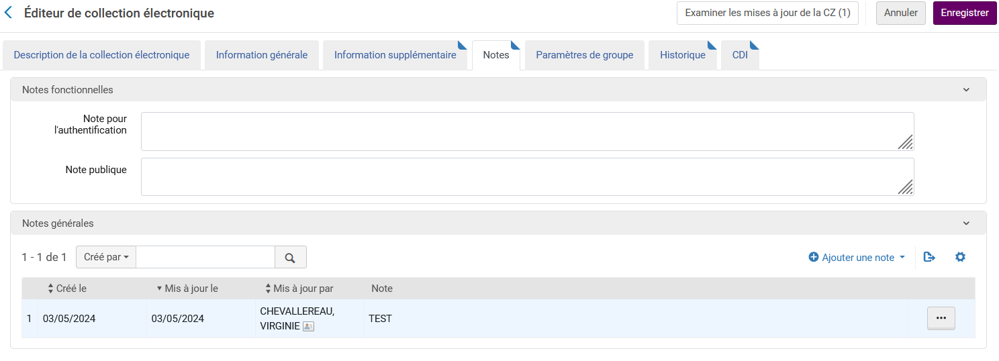 Éditeur de collection électronique
Examiner les mises à jour de la CZ (1)
Annuler
Enregistrer
Description de la collection électronique
Information générale
Information supplémentaire
Notes
Paramètres de groupe
Historique
CDI
Notes fonctionnelles
Note pour
l'authentification
Note publique
Notes générales
1 - 1 de 1
Créé par
Ajouter une note
Créé le
Mis à jour le
Mis à jour par
Note
1
03/05/2024
03/05/2024
CHEVALLEREAU,
VIRGINIE
TEST